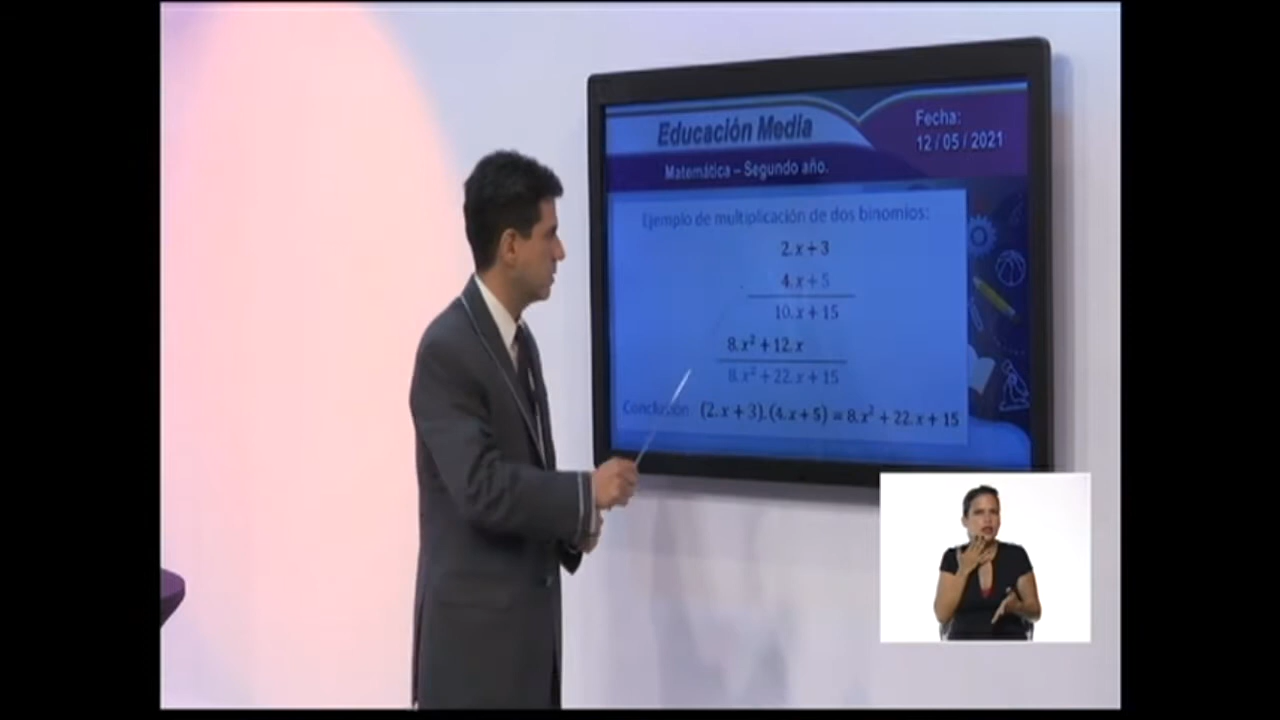 Educación Media
Fecha:
12 / 05 / 2021
Matemática – Segundo año.
Ejemplo de multiplicación de dos binomios:
2.x+3
4.x+5
10.x+15
8.x²+12.x
8.x²+22.x+15
Conclusión (2.x+3).(4.x+5)=8.x²+22.x+15